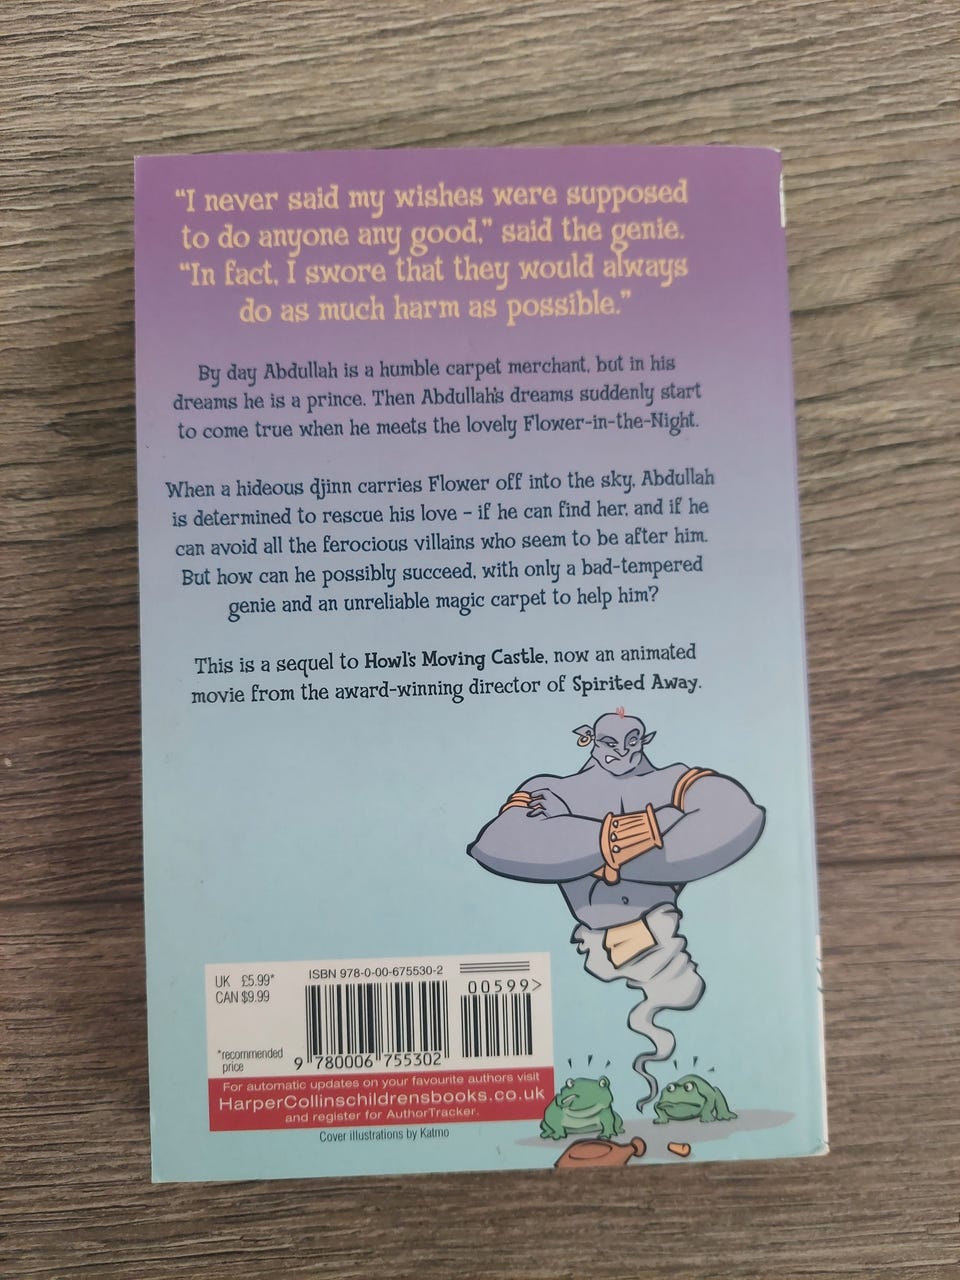 “I never said my wishes were supposed
to do anyone any good,” said the genie.
“In fact, I swore that they would always
do as much harm as possible.”
By day Abdullah is a humble carpet merchant, but in his
dreams he is a prince. Then Abdullah's dreams suddenly start
to come true when he meets the lovely Flower-in-the-Night.
When a hideous djinn carries Flower off into the sky, Abdullah
is determined to rescue his love – if he can find her, and if he
can avoid all the ferocious villains who seem to be after him.
But how can he possibly succeed, with only a bad-tempered
genie and an unreliable magic carpet to help him?
This is a sequel to Howl's Moving Castle, now an animated
movie from the award-winning director of Spirited Away.
UK £5.99*
CAN $9.99
*recommended
price
ISBN 978-0-00-675530-2
00599>
9 780006 755302
For automatic updates on your favourite authors visit
HarperCollinschildrensbooks.co.uk
and register for AuthorTracker.
Cover illustrations by Katmo